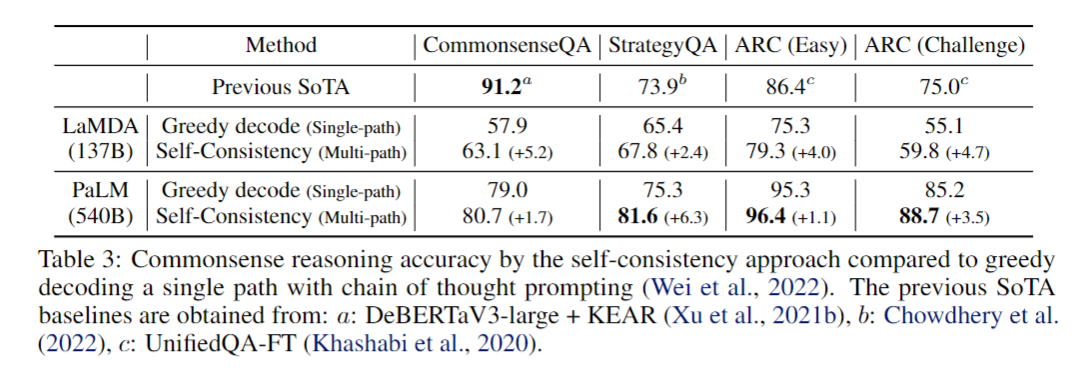 Method CommonsenseQA StrategyQA ARC (Easy) ARC (Challenge)
Previous SoTA 91.2a 73.9b 86.4c 75.0c
LaMDA Greedy decode (Single-path) 57.9 65.4 75.3 55.1
(137B) Self-Consistency (Multi-path) 63.1 (+5.2) 67.8 (+2.4) 79.3 (+4.0) 59.8 (+4.7)
PaLM Greedy decode (Single-path) 79.0 75.3 95.3 85.2
(540B) Self-Consistency (Multi-path) 80.7 (+1.7) 81.6 (+6.3) 96.4 (+1.1) 88.7 (+3.5)
Table 3: Commonsense reasoning accuracy by the self-consistency approach compared to greedy
decoding a single path with chain of thought prompting (Wei et al., 2022). The previous SoTA
baselines are obtained from: a: DeBERTaV3-large + KEAR (Xu et al., 2021b), b: Chowdhery et al.
(2022), c: UnifiedQA-FT (Khashabi et al., 2020).